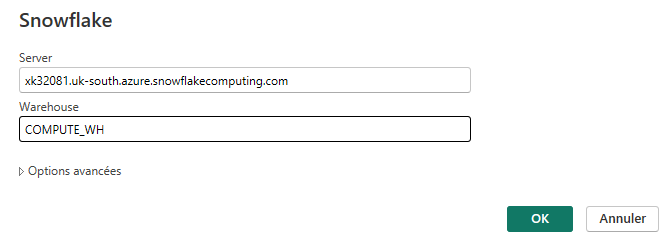 Snowflake
Server
xk32081.uk-south.azure.snowflakecomputing.com
Warehouse
COMPUTE_WH
Options avancées
OK
Annuler